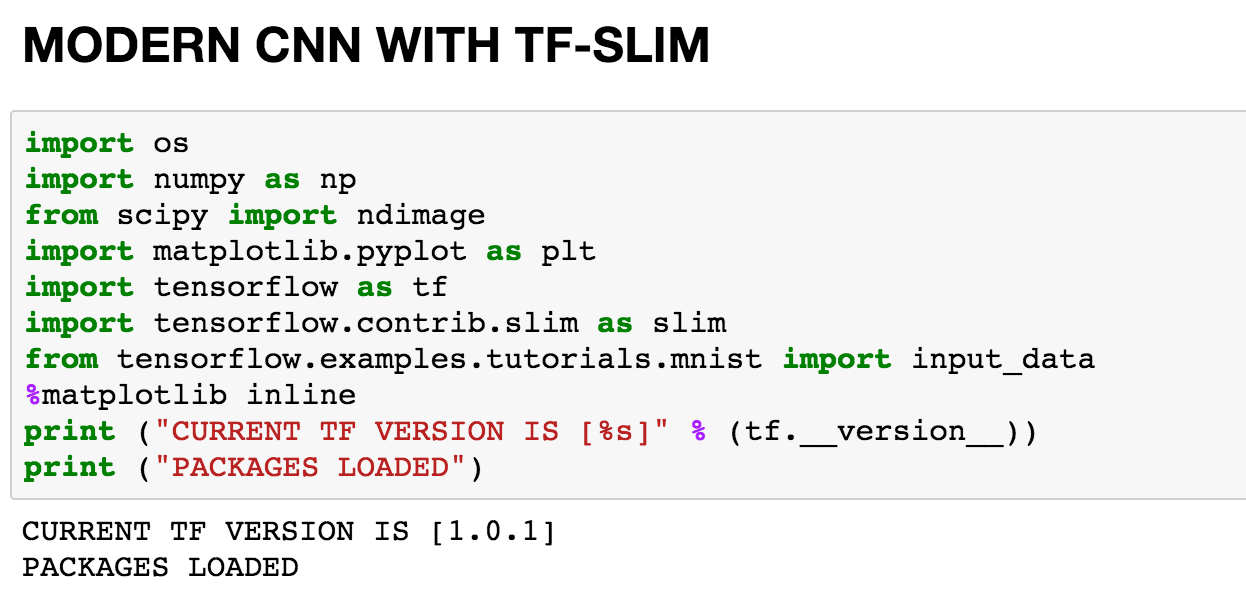 MODERN CNN WITH TF-SLIM
import os
import numpy as np
from scipy import ndimage
import matplotlib.pyplot as plt
import tensorflow as tf
import tensorflow.contrib.slim as slim
from tensorflow.examples.tutorials.mnist import input_data
%matplotlib inline
print ("CURRENT TF VERSION IS [%s]" % (tf.__version__))
print ("PACKAGES LOADED")
CURRENT TF VERSION IS [1.0.1]
PACKAGES LOADED